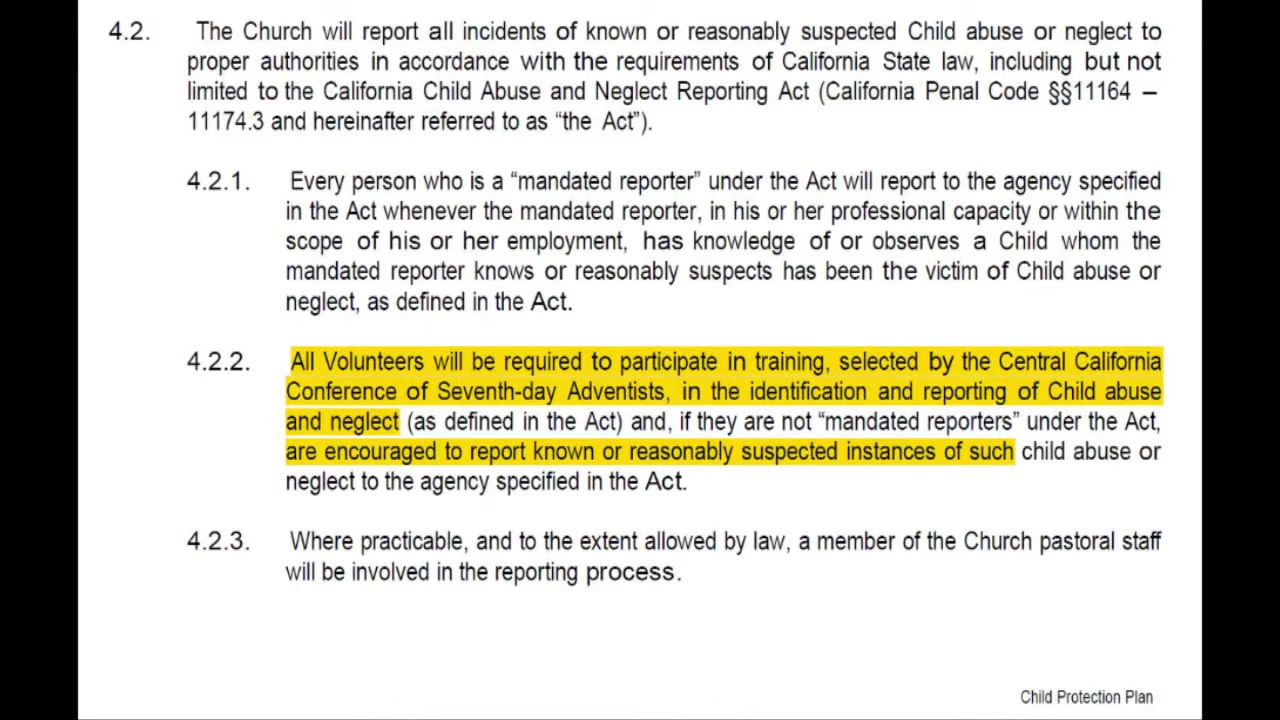 4.2. The Church will report all incidents of known or reasonably suspected Child abuse or neglect to
proper authorities in accordance with the requirements of California State law, including but not
limited to the California Child Abuse and Neglect Reporting Act (California Penal Code §§11164 –
11174.3 and hereinafter referred to as “the Act”).
4.2.1. Every person who is a “mandated reporter” under the Act will report to the agency specified
in the Act whenever the mandated reporter, in his or her professional capacity or within the
scope of his or her employment, has knowledge of or observes a Child whom the
mandated reporter knows or reasonably suspects has been the victim of Child abuse or
neglect, as defined in the Act.
4.2.2. All Volunteers will be required to participate in training, selected by the Central California
Conference of Seventh-day Adventists, in the identification and reporting of Child abuse
and neglect (as defined in the Act) and, if they are not “mandated reporters” under the Act,
are encouraged to report known or reasonably suspected instances of such child abuse or
neglect to the agency specified in the Act.
4.2.3. Where practicable, and to the extent allowed by law, a member of the Church pastoral staff
will be involved in the reporting process.
Child Protection Plan